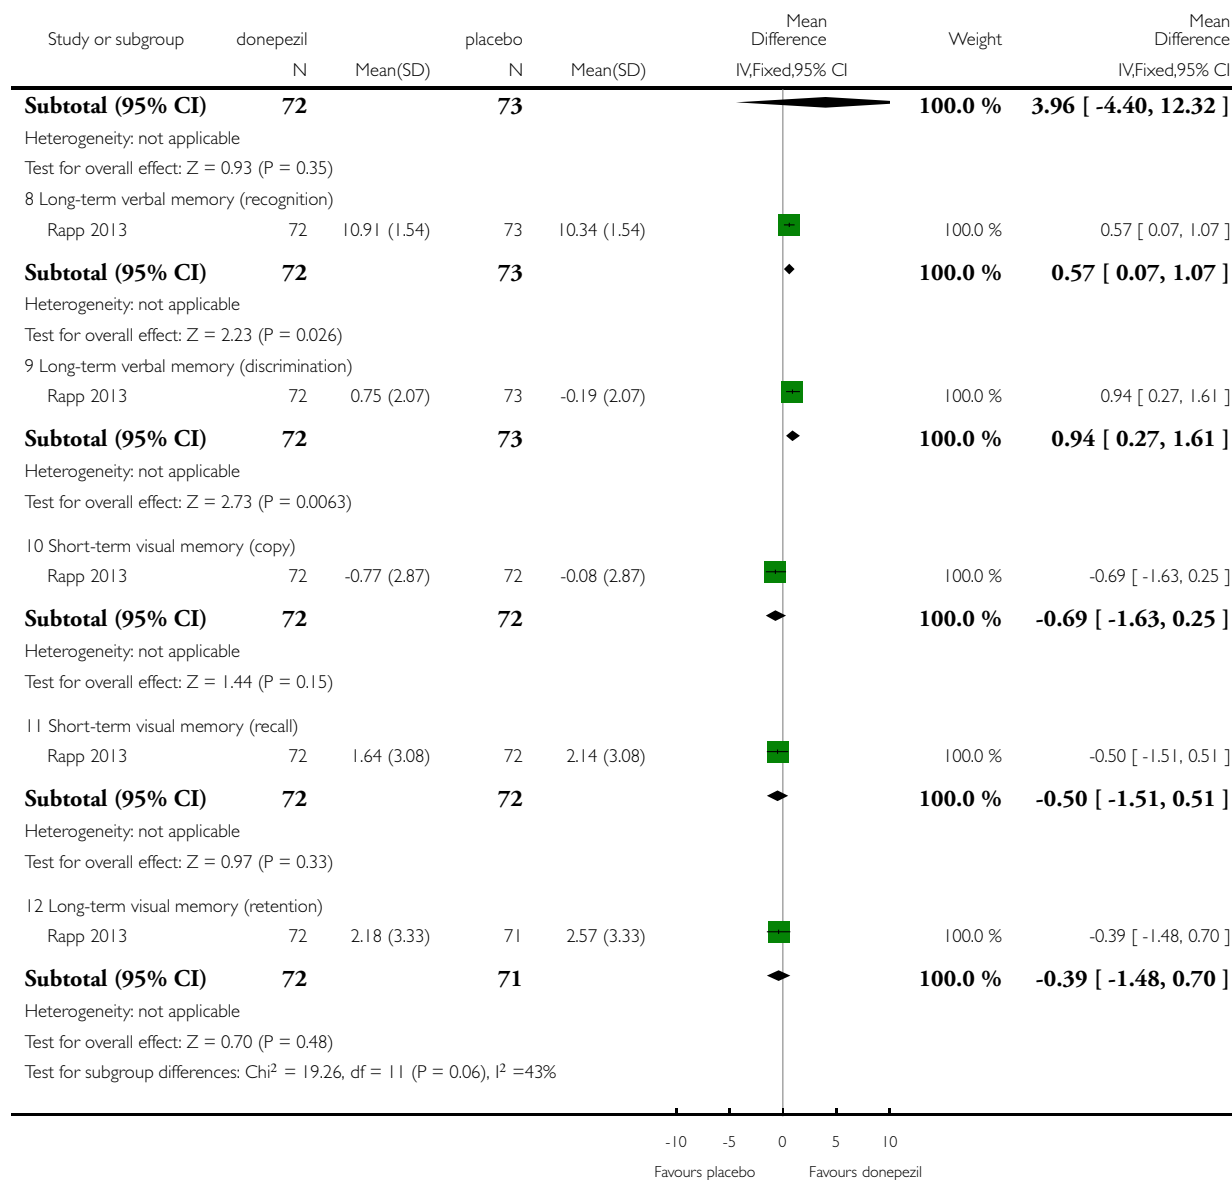 Study or subgroup donepezil placebo Mean Difference Weight Mean Difference
N Mean(SD) N Mean(SD) IV,Fixed,95% CI IV,Fixed,95% CI
Subtotal (95% CI) 72 73 100.0 % 3.96 [ -4.40, 12.32 ]
Heterogeneity: not applicable
Test for overall effect: Z = 0.93 (P = 0.35)
8 Long-term verbal memory (recognition)
Rapp 2013 72 10.91 (1.54) 73 10.34 (1.54) 100.0 % 0.57 [ 0.07, 1.07 ]
Subtotal (95% CI) 72 73 100.0 % 0.57 [ 0.07, 1.07 ]
Heterogeneity: not applicable
Test for overall effect: Z = 2.23 (P = 0.026)
9 Long-term verbal memory (discrimination)
Rapp 2013 72 0.75 (2.07) 73 -0.19 (2.07) 100.0 % 0.94 [ 0.27, 1.61 ]
Subtotal (95% CI) 72 73 100.0 % 0.94 [ 0.27, 1.61 ]
Heterogeneity: not applicable
Test for overall effect: Z = 2.73 (P = 0.0063)
10 Short-term visual memory (copy)
Rapp 2013 72 -0.77 (2.87) 72 -0.08 (2.87) 100.0 % -0.69 [ -1.63, 0.25 ]
Subtotal (95% CI) 72 72 100.0 % -0.69 [ -1.63, 0.25 ]
Heterogeneity: not applicable
Test for overall effect: Z = 1.44 (P = 0.15)
11 Short-term visual memory (recall)
Rapp 2013 72 1.64 (3.08) 72 2.14 (3.08) 100.0 % -0.50 [ -1.51, 0.51 ]
Subtotal (95% CI) 72 72 100.0 % -0.50 [ -1.51, 0.51 ]
Heterogeneity: not applicable
Test for overall effect: Z = 0.97 (P = 0.33)
12 Long-term visual memory (retention)
Rapp 2013 72 2.18 (3.33) 71 2.57 (3.33) 100.0 % -0.39 [ -1.48, 0.70 ]
Subtotal (95% CI) 72 71 100.0 % -0.39 [ -1.48, 0.70 ]
Heterogeneity: not applicable
Test for overall effect: Z = 0.70 (P = 0.48)
Test for subgroup differences: Chi² = 19.26, df = 11 (P = 0.06), I² =43%
-10 -5 0 5 10
Favours placebo Favours donepezil